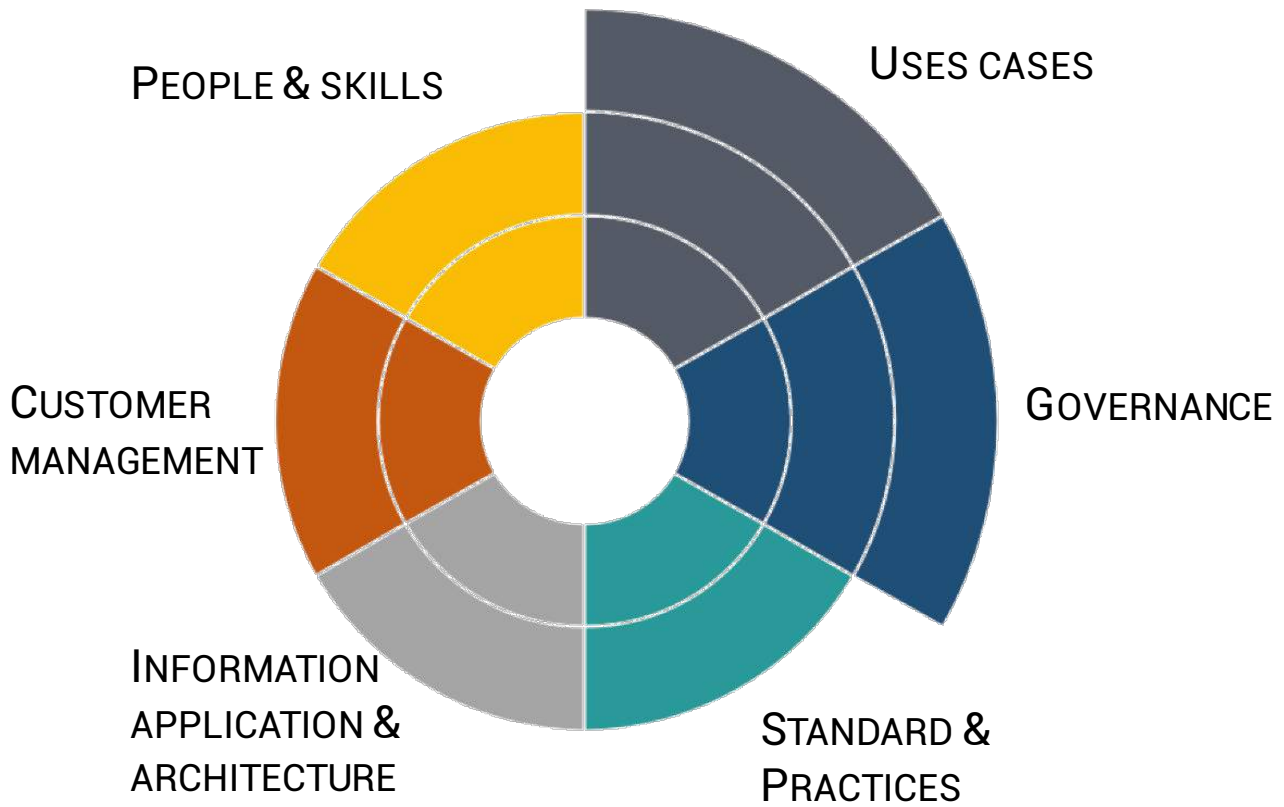 PEOPLE & SKILLS
USES CASES
CUSTOMER
MANAGEMENT
GOVERNANCE
INFORMATION
APPLICATION &
ARCHITECTURE
STANDARD &
PRACTICES